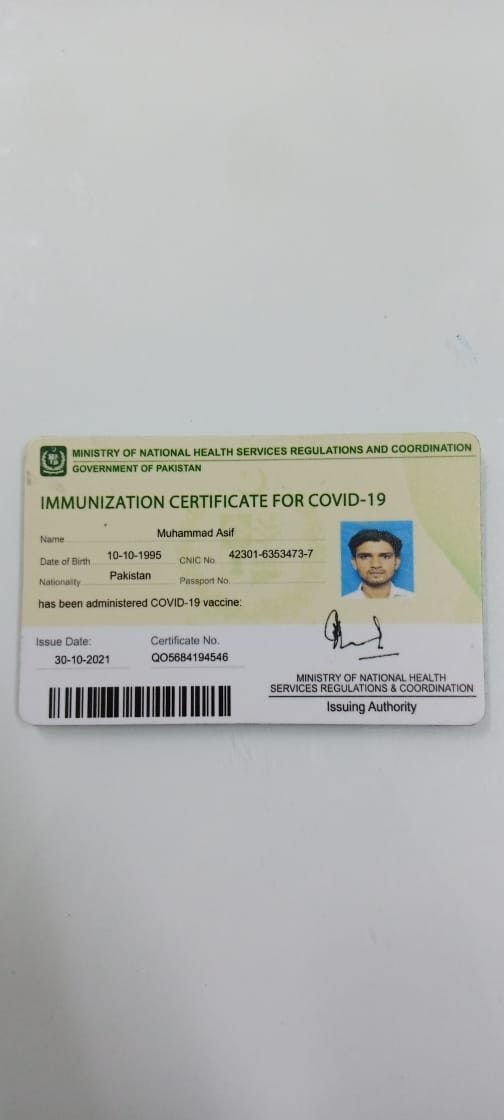 MINISTRY OF NATIONAL HEALTH SERVICES REGULATIONS AND COORDINATION
GOVERNMENT OF PAKISTAN
IMMUNIZATION CERTIFICATE FOR COVID-19
Name Muhammad Asif
Date of Birth 10-10-1995 CNIC No. 42301-6353473-7
Nationality Pakistan Passport No.
has been administered COVID-19 vaccine:
Issue Date: Certificate No.
30-10-2021 QO5684194546
MINISTRY OF NATIONAL HEALTH
SERVICES REGULATIONS & COORDINATION
Issuing Authority